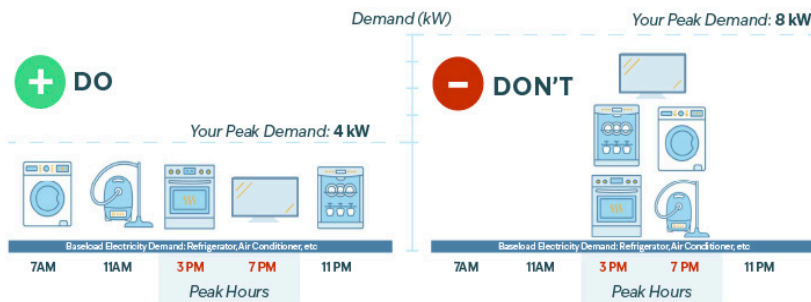 Demand (kW)
Your Peak Demand: 8 kW
+ DO
- DON'T
Your Peak Demand: 4 kW
Baseload Electricity Demand: Refrigerator, Air Conditioner, etc
7AM 11AM 3 PM 7 PM 11 PM
Peak Hours
Baseload Electricity Demand: Refrigerator, Air Conditioner, etc
7AM 11AM 3 PM 7 PM 11 PM
Peak Hours